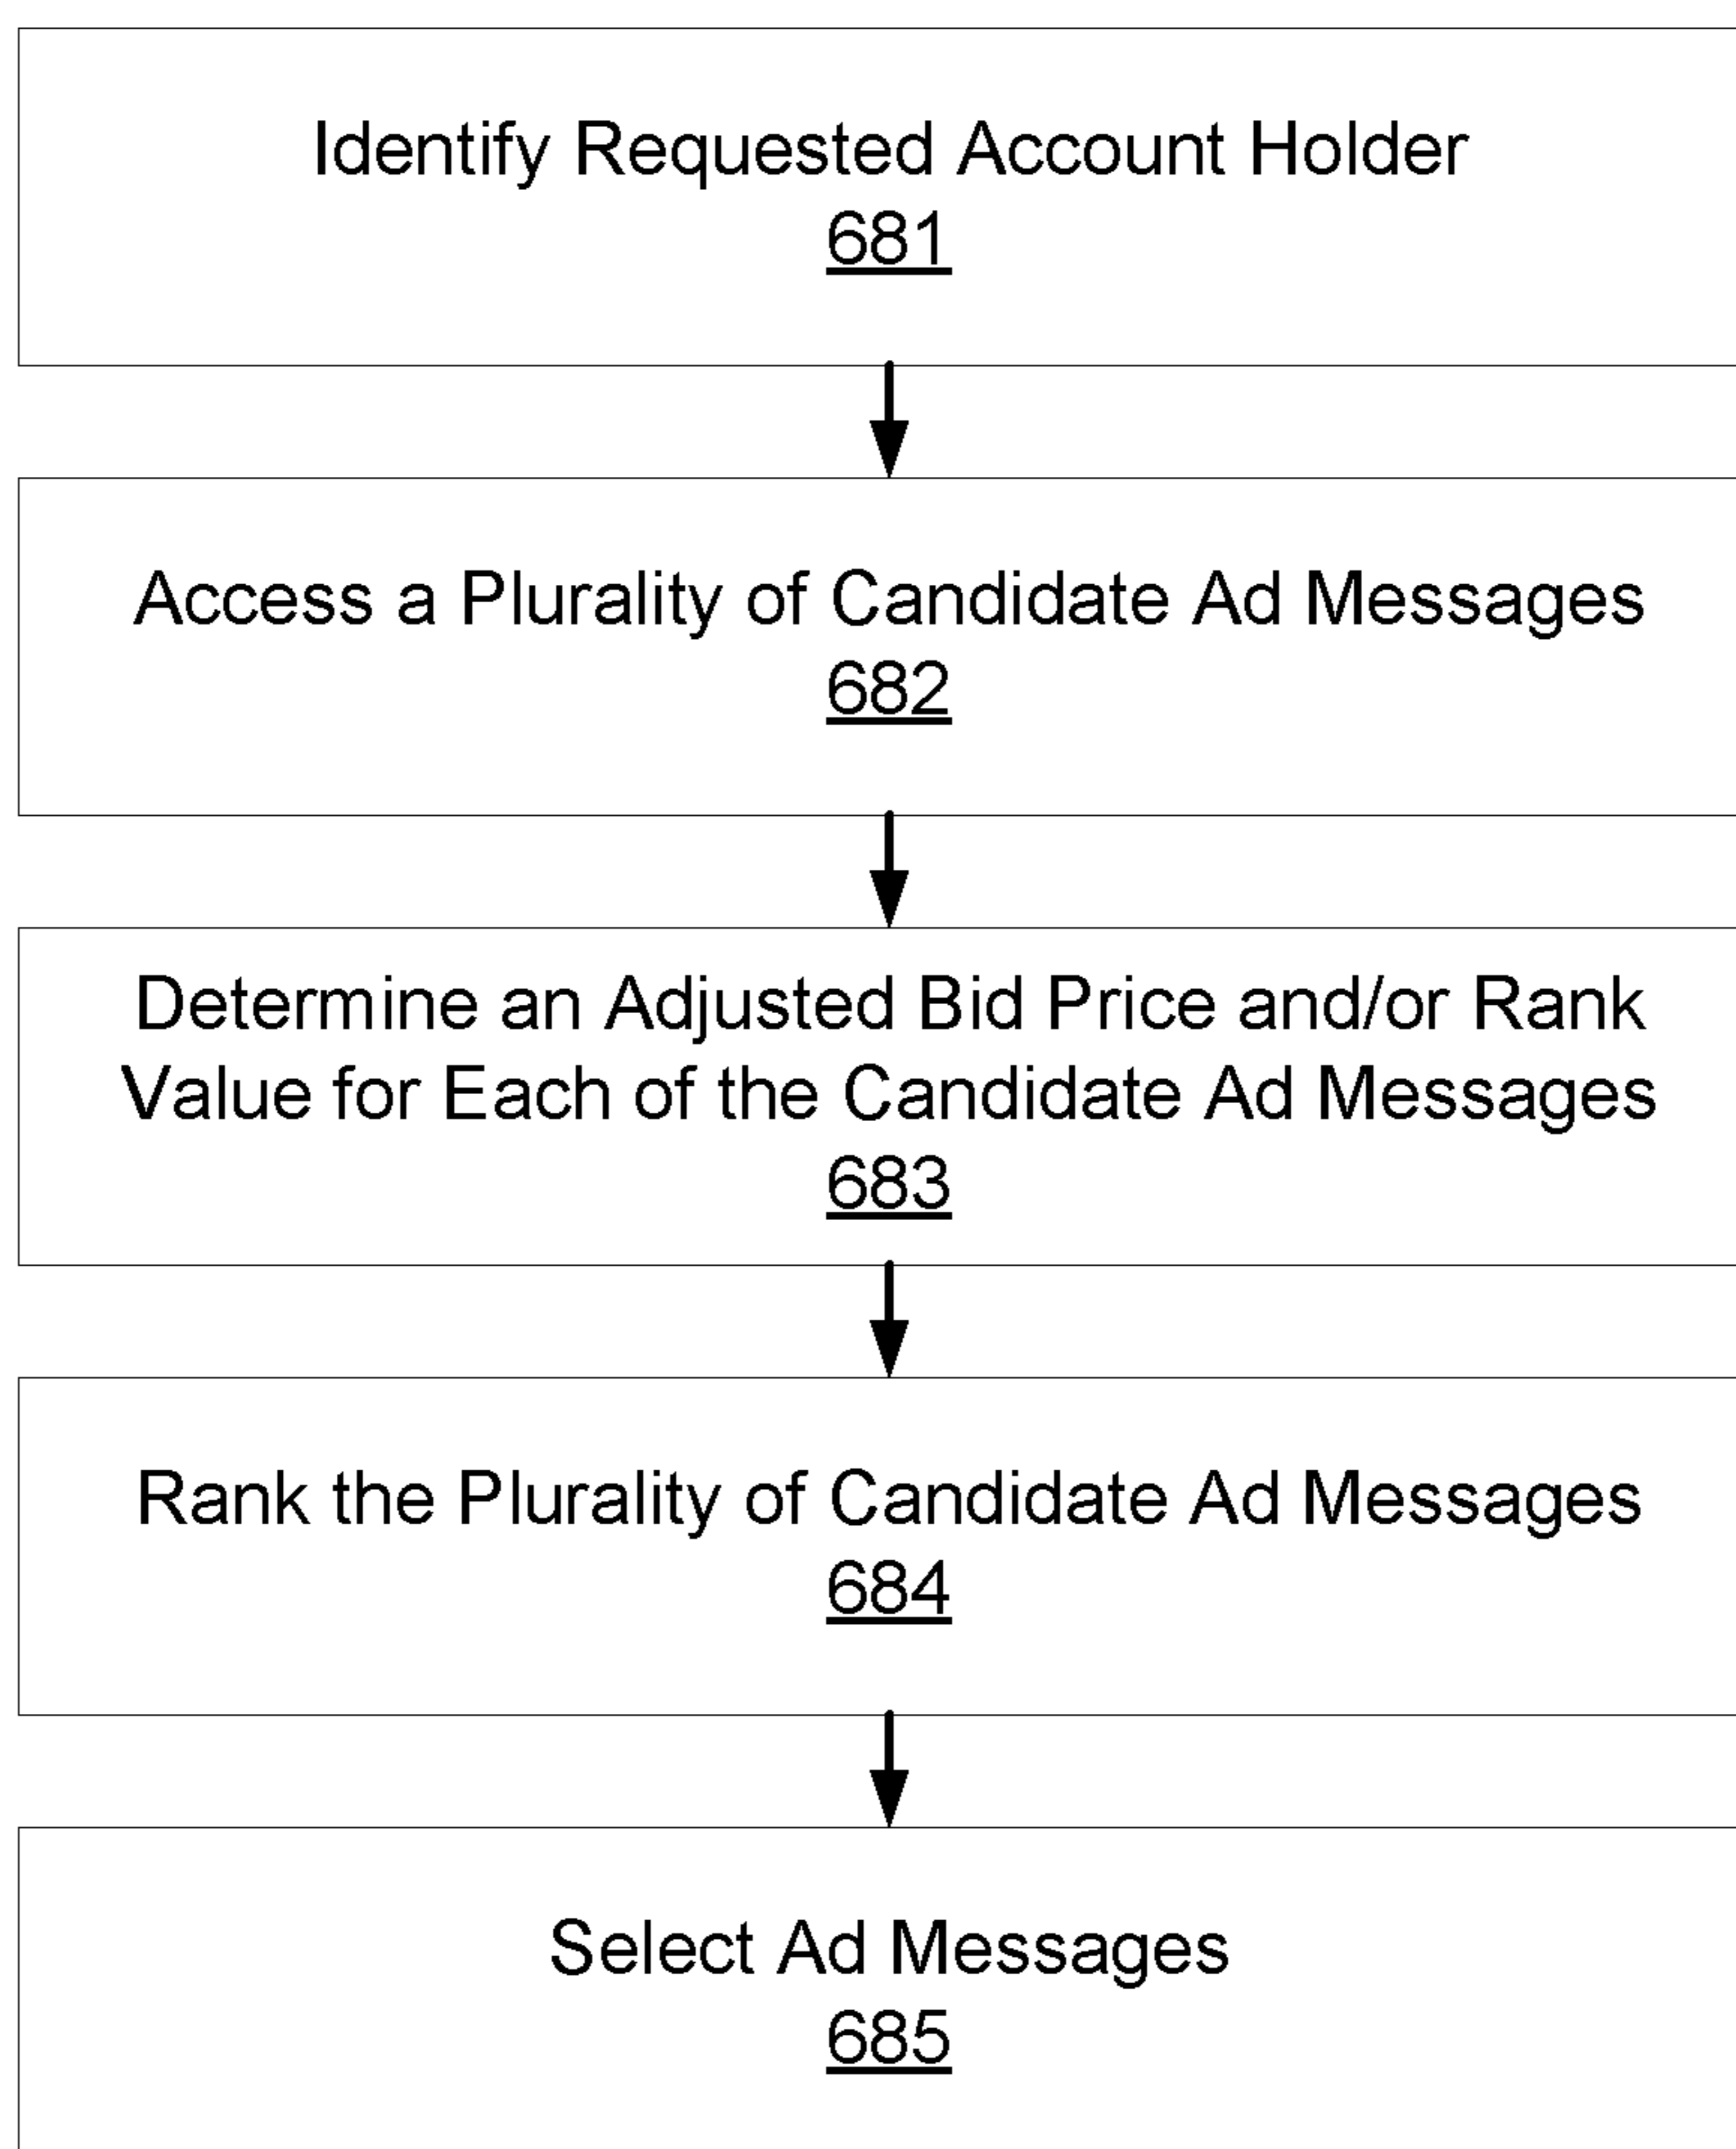 Identify Requested Account Holder
681
Access a Plurality of Candidate Ad Messages
682
Determine an Adjusted Bid Price and/or Rank
Value for Each of the Candidate Ad Messages
683
Rank the Plurality of Candidate Ad Messages
684
Select Ad Messages
685